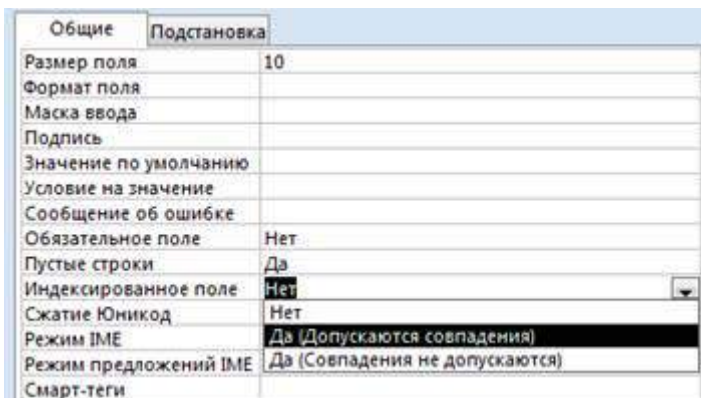 Общие Подстановка
Размер поля 10
Формат поля
Маска ввода
Подпись
Значение по умолчанию
Условие на значение
Сообщение об ошибке
Обязательное поле Нет
Пустые строки Да
Индексированное поле Нет
Сжатие Юникод Нет
Режим IME Да (Допускаются совпадения)
Режим предложений IME Да (Совпадения не допускаются)
Смарт-теги